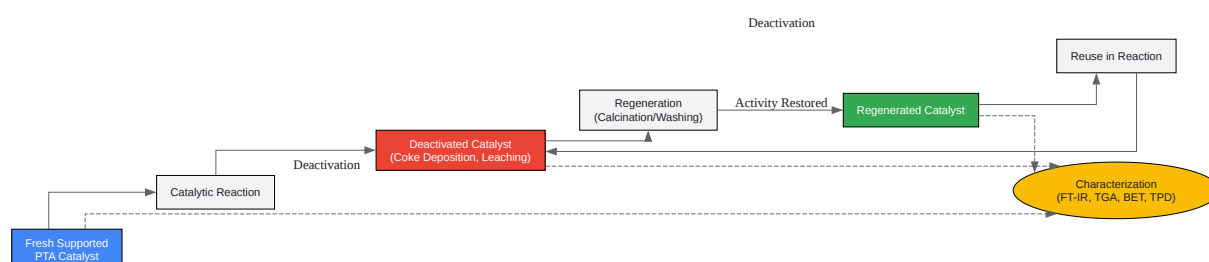 Deactivation
Reuse in Reaction
Regeneration
(Calcination/Washing)
Activity Restored
Regenerated Catalyst
Deactivated Catalyst
(Coke Deposition, Leaching)
Deactivation
Catalytic Reaction
Characterization
(FT-IR, TGA, BET, TPD)
Fresh Supported
PTA Catalyst